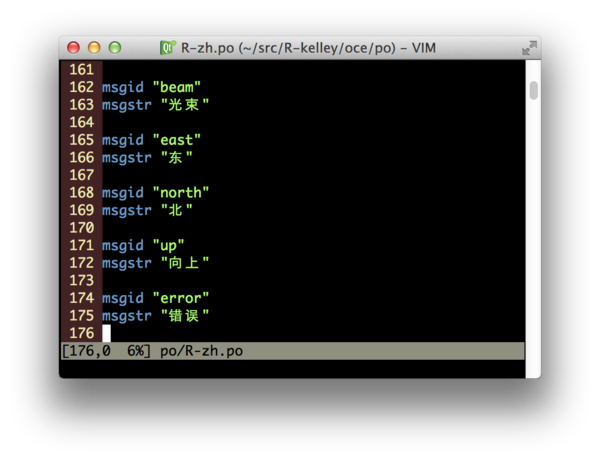 R-zh.po (~/src/R-kelley/oce/po) – VIM
161
162 msgid "beam"
163 msgstr "光束"
164
165 msgid "east"
166 msgstr "东"
167
168 msgid "north"
169 msgstr "北"
170
171 msgid "up"
172 msgstr "向上"
173
174 msgid "error"
175 msgstr "错误"
176
[176,0  6%] po/R-zh.po